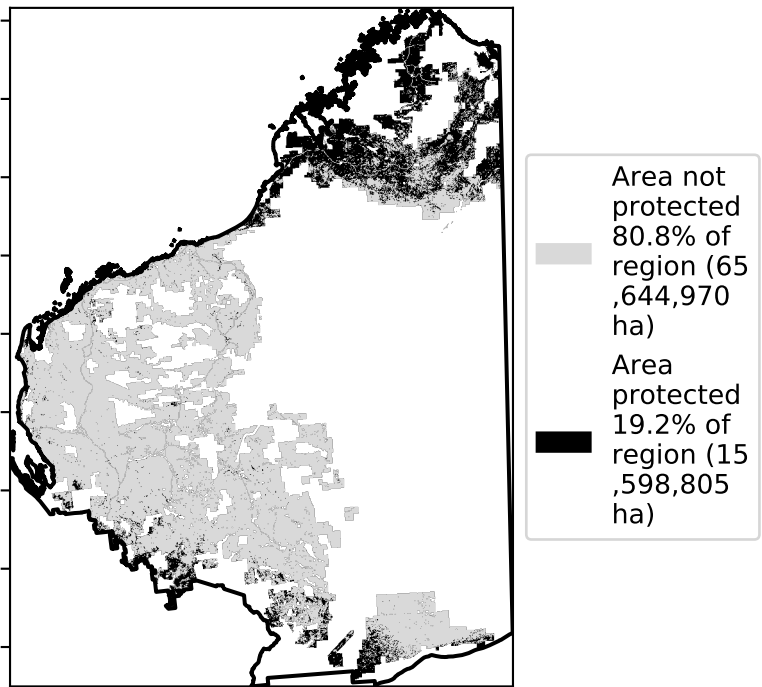 Area not
protected
80.8% of
region (65
,644,970
ha)
Area
protected
19.2% of
region (15
,598,805
ha)